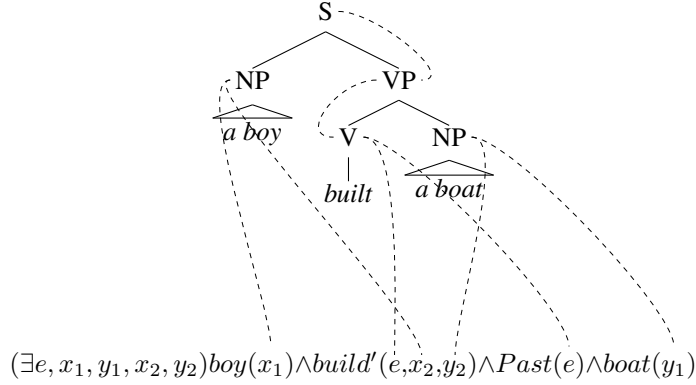 S
NP VP
a boy V NP
built a boat
(∃e, x₁, y₁, x₂, y₂)boy(x₁)∧build′(e,x₂,y₂)∧Past(e)∧boat(y₁)